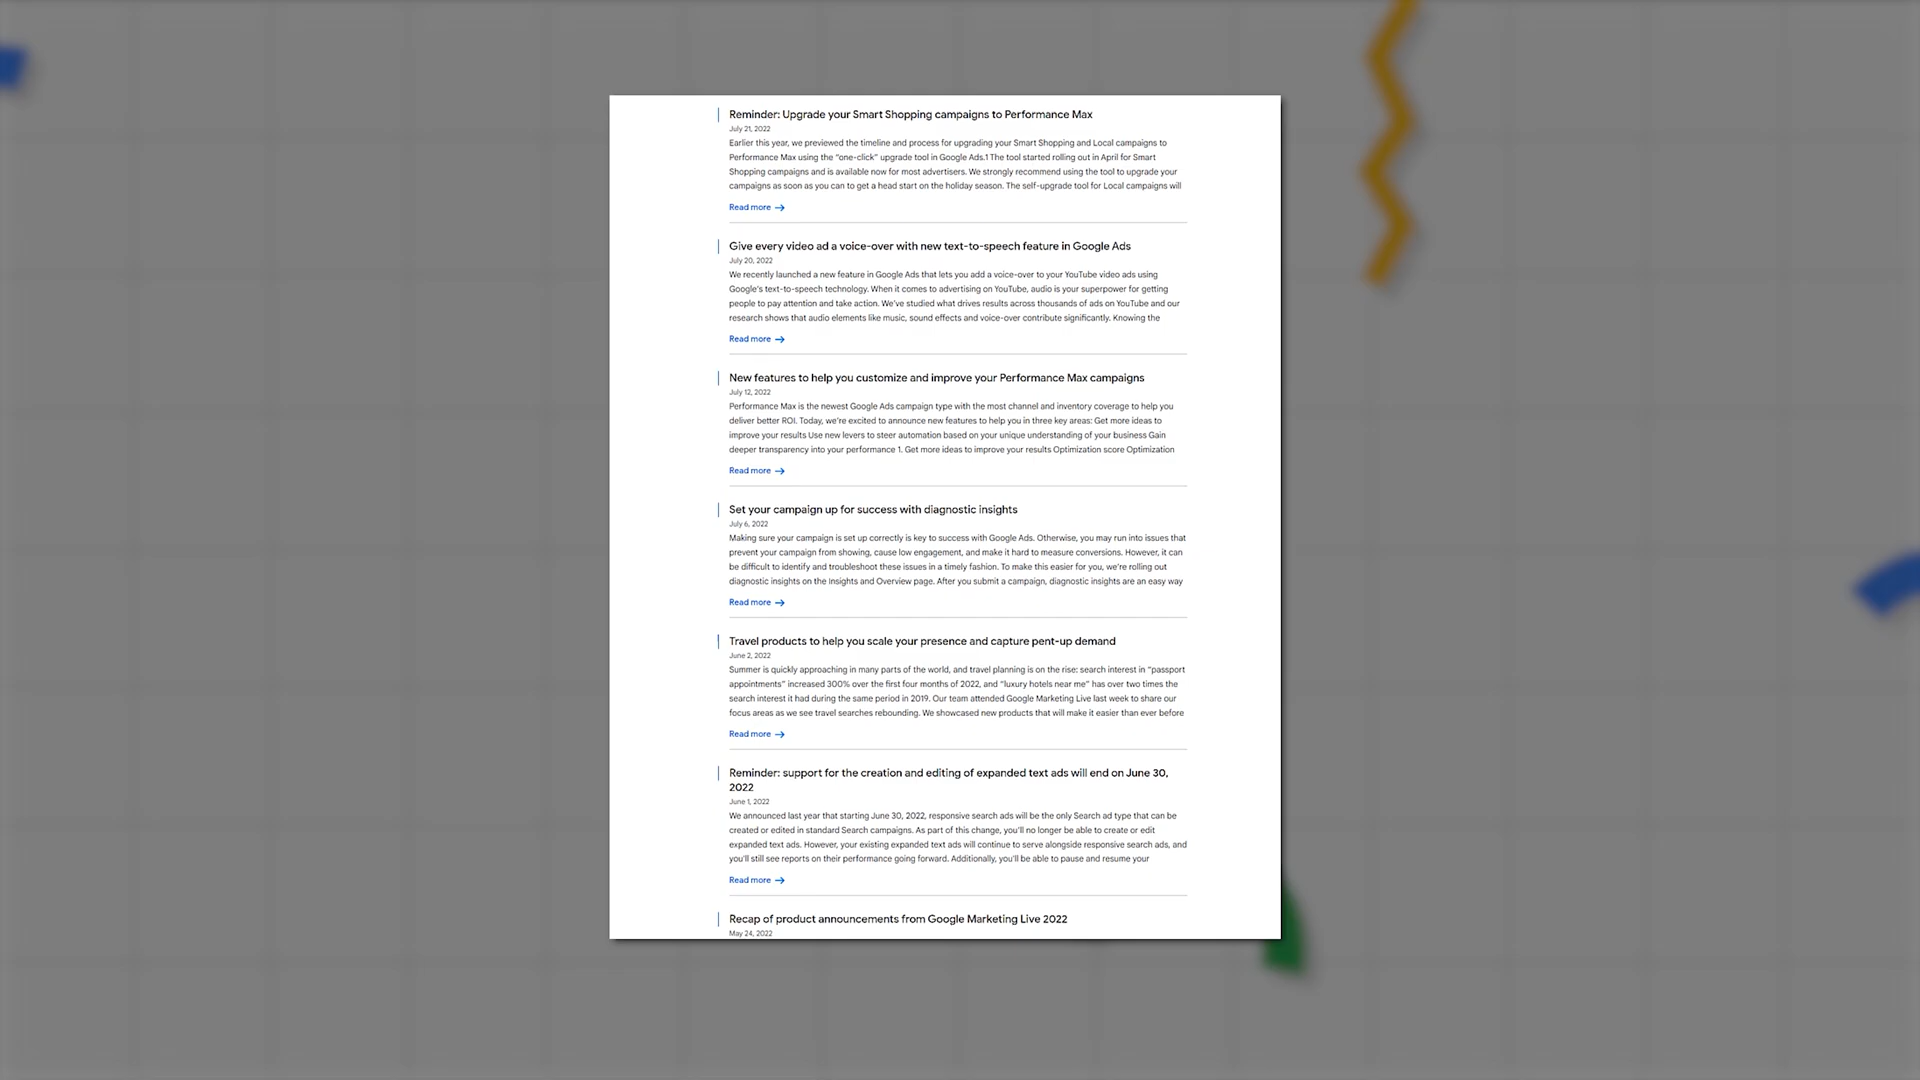 Reminder: Upgrade your Smart Shopping campaigns to Performance Max
July 21, 2022
Earlier this year, we previewed the timeline and process for upgrading your Smart Shopping and Local campaigns to
Performance Max using the “one-click” upgrade tool in Google Ads.1 The tool started rolling out in April for Smart
Shopping campaigns and is available now for most advertisers. We strongly recommend using the tool to upgrade your
campaigns as soon as you can to get a head start on the holiday season. The self-upgrade tool for Local campaigns will
Read more →
Give every video ad a voice-over with new text-to-speech feature in Google Ads
July 20, 2022
We recently launched a new feature in Google Ads that lets you add a voice-over to your YouTube video ads using
Google's text-to-speech technology. When it comes to advertising on YouTube, audio is your superpower for getting
people to pay attention and take action. We've studied what drives results across thousands of ads on YouTube and our
research shows that audio elements like music, sound effects and voice-over contribute significantly. Knowing the
Read more →
New features to help you customize and improve your Performance Max campaigns
July 12, 2022
Performance Max is the newest Google Ads campaign type with the most channel and inventory coverage to help you
deliver better ROI. Today, we're excited to announce new features to help you in three key areas: Get more ideas to
improve your results Use new levers to steer automation based on your unique understanding of your business Gain
deeper transparency into your performance 1. Get more ideas to improve your results Optimization score Optimization
Read more →
Set your campaign up for success with diagnostic insights
July 6, 2022
Making sure your campaign is set up correctly is key to success with Google Ads. Otherwise, you may run into issues that
prevent your campaign from showing, cause low engagement, and make it hard to measure conversions. However, it can
be difficult to identify and troubleshoot these issues in a timely fashion. To make this easier for you, we're rolling out
diagnostic insights on the Insights and Overview page. After you submit a campaign, diagnostic insights are an easy way
Read more →
Travel products to help you scale your presence and capture pent-up demand
June 2, 2022
Summer is quickly approaching in many parts of the world, and travel planning is on the rise: search interest in “passport
appointments” increased 300% over the first four months of 2022, and “luxury hotels near me” has over two times the
search interest it had during the same period in 2019. Our team attended Google Marketing Live last week to share our
focus areas as we see travel searches rebounding. We showcased new products that will make it easier than ever before
Read more →
Reminder: support for the creation and editing of expanded text ads will end on June 30,
2022
June 1, 2022
We announced last year that starting June 30, 2022, responsive search ads will be the only Search ad type that can be
created or edited in standard Search campaigns. As part of this change, you'll no longer be able to create or edit
expanded text ads. However, your existing expanded text ads will continue to serve alongside responsive search ads, and
you'll still see reports on their performance going forward. Additionally, you'll be able to pause and resume your
Read more →
Recap of product announcements from Google Marketing Live 2022
May 24, 2022